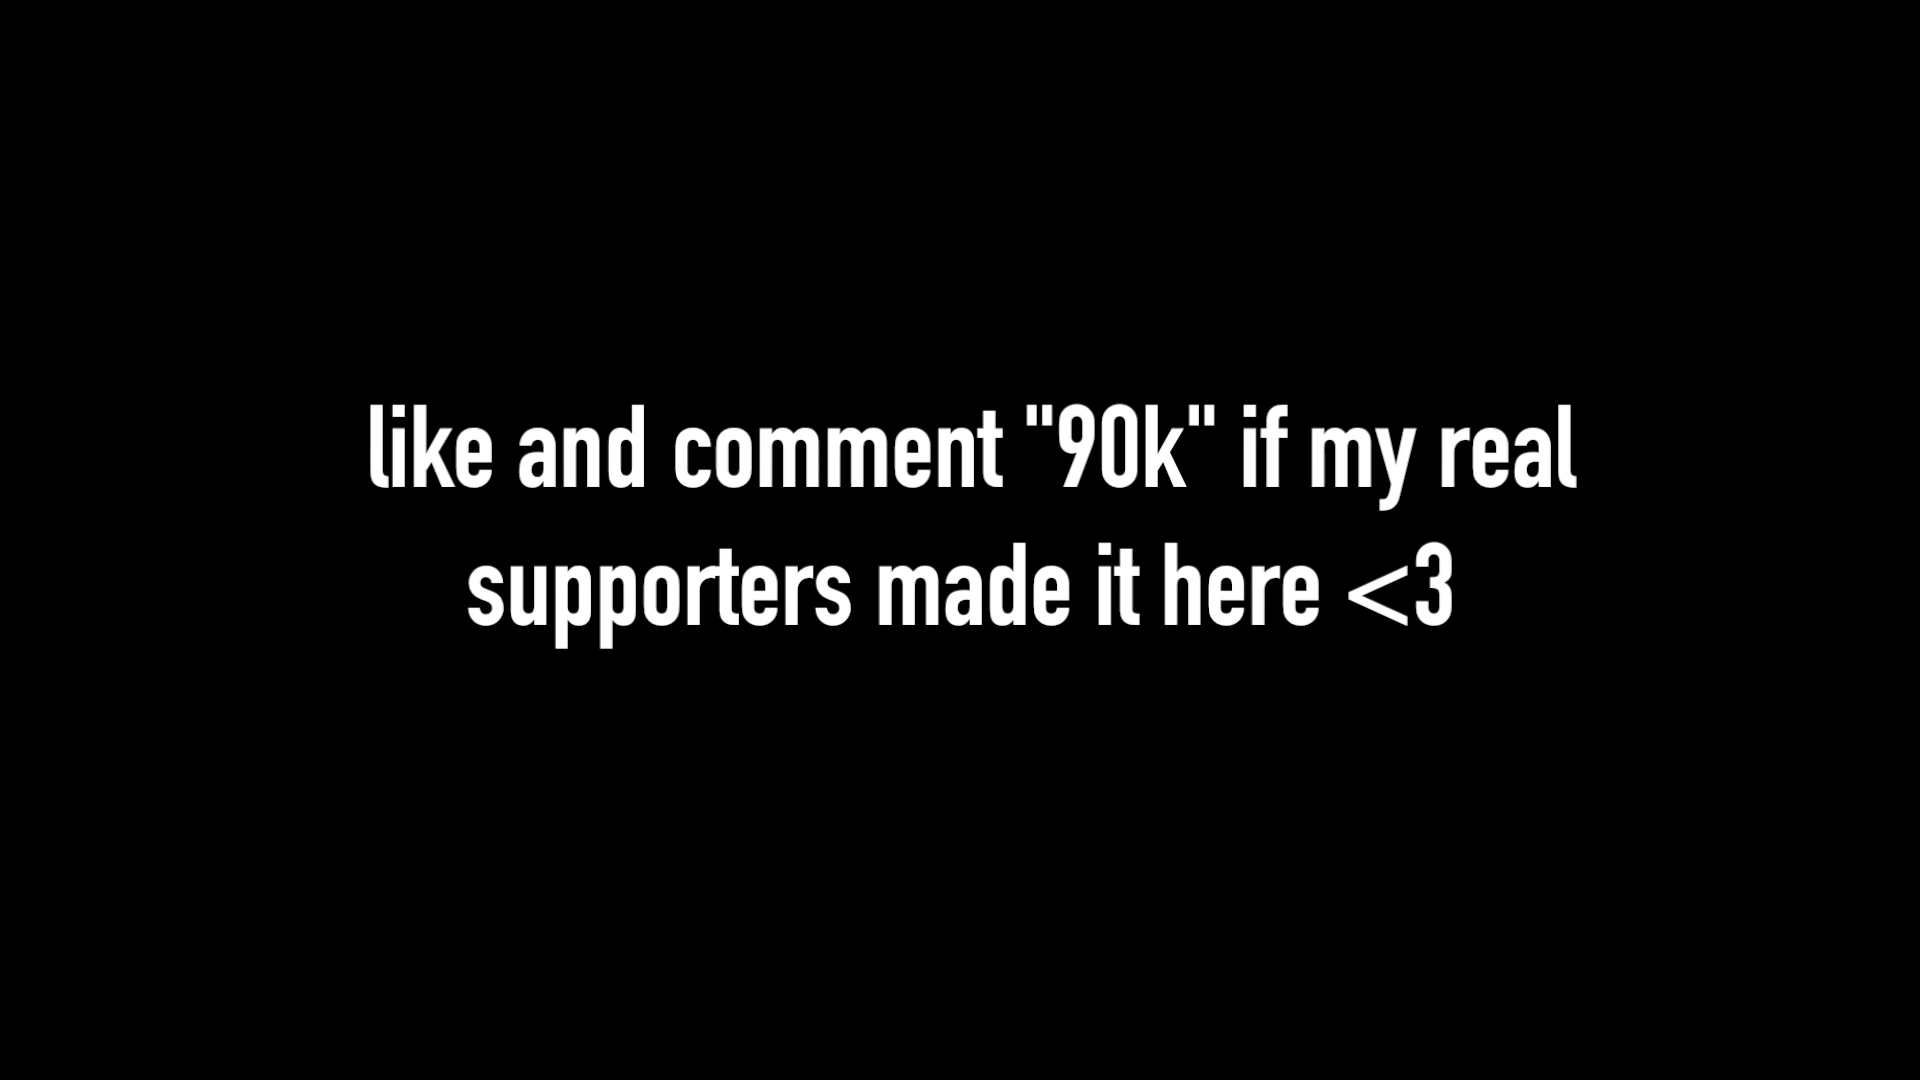 like and comment "90k" if my real
supporters made it here <3